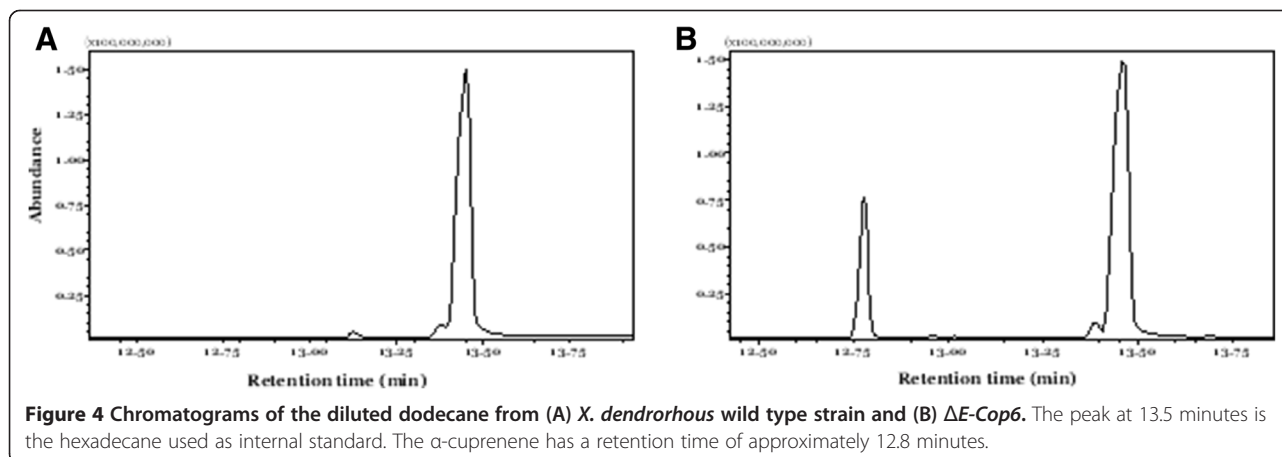 A
B
(x100,000,000)
(x100,000,000)
1.50
1.25
1.00
0.75
0.50
0.25
Abundance
12.50 12.75 13.00 13.25 13.50 13.75
Retention time (min)
1.50
1.25
1.00
0.75
0.50
0.25
12.50 12.75 13.00 13.25 13.50 13.75
Retention time (min)
Figure 4 Chromatograms of the diluted dodecane from (A) X. dendrorhous wild type strain and (B) ΔE-Cop6. The peak at 13.5 minutes is
the hexadecane used as internal standard. The α-cuprenene has a retention time of approximately 12.8 minutes.